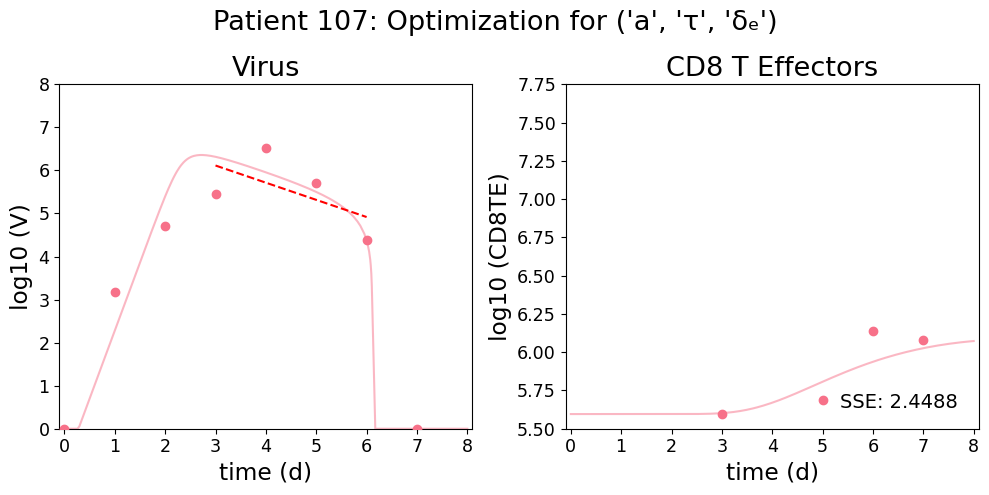 Patient 107: Optimization for ('a', 'τ', 'δₑ')
Virus
CD8 T Effectors
8
7
6
5
4
3
2
1
0
log10 (V)
0 1 2 3 4 5 6 7 8
time (d)
7.75
7.50
7.25
7.00
6.75
6.50
6.25
6.00
5.75
5.50
log10 (CD8TE)
SSE: 2.4488
0 1 2 3 4 5 6 7 8
time (d)